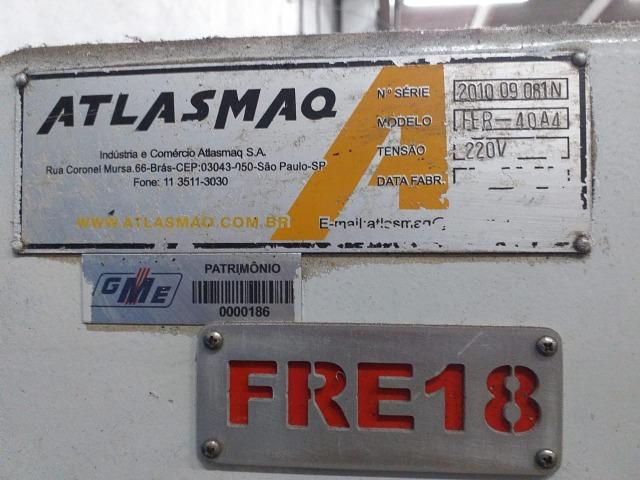 ATLASMAQ
Indústria e Comércio Atlasmaq S.A.
Rua Coronel Mursa.66-Brás-CEP:03043-050-São Paulo-SP
Fone: 11 3511-3030
WWW.ATLASMAQ.COM.BR
E-mail:atlasmaq
Nº SÉRIE 2010 09 081N
MODELO FER-40A4
TENSÃO 220V
DATA FABR.
GME
PATRIMÔNIO
0000186
FRE18